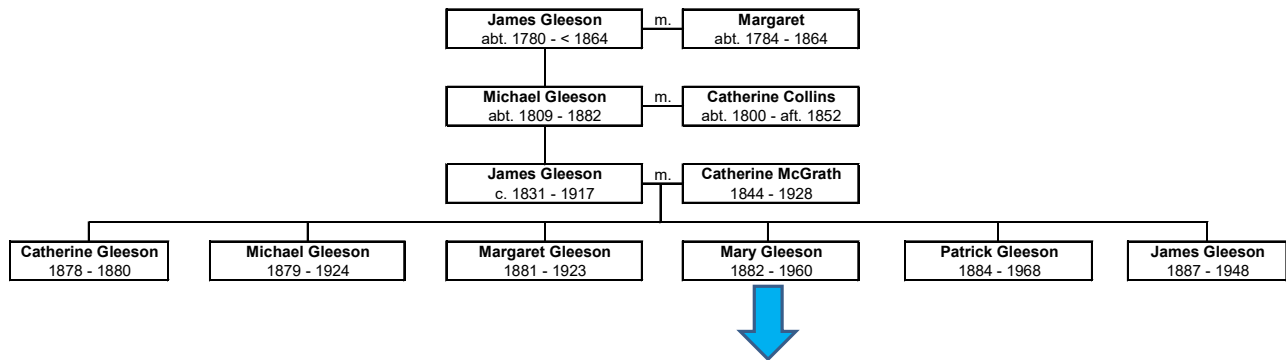 James Gleeson
abt. 1780 - < 1864
m.
Margaret
abt. 1784 - 1864
Michael Gleeson
abt. 1809 - 1882
m.
Catherine Collins
abt. 1800 - aft. 1852
James Gleeson
c. 1831 - 1917
m.
Catherine McGrath
1844 - 1928
Catherine Gleeson
1878 - 1880
Michael Gleeson
1879 - 1924
Margaret Gleeson
1881 - 1923
Mary Gleeson
1882 - 1960
Patrick Gleeson
1884 - 1968
James Gleeson
1887 - 1948